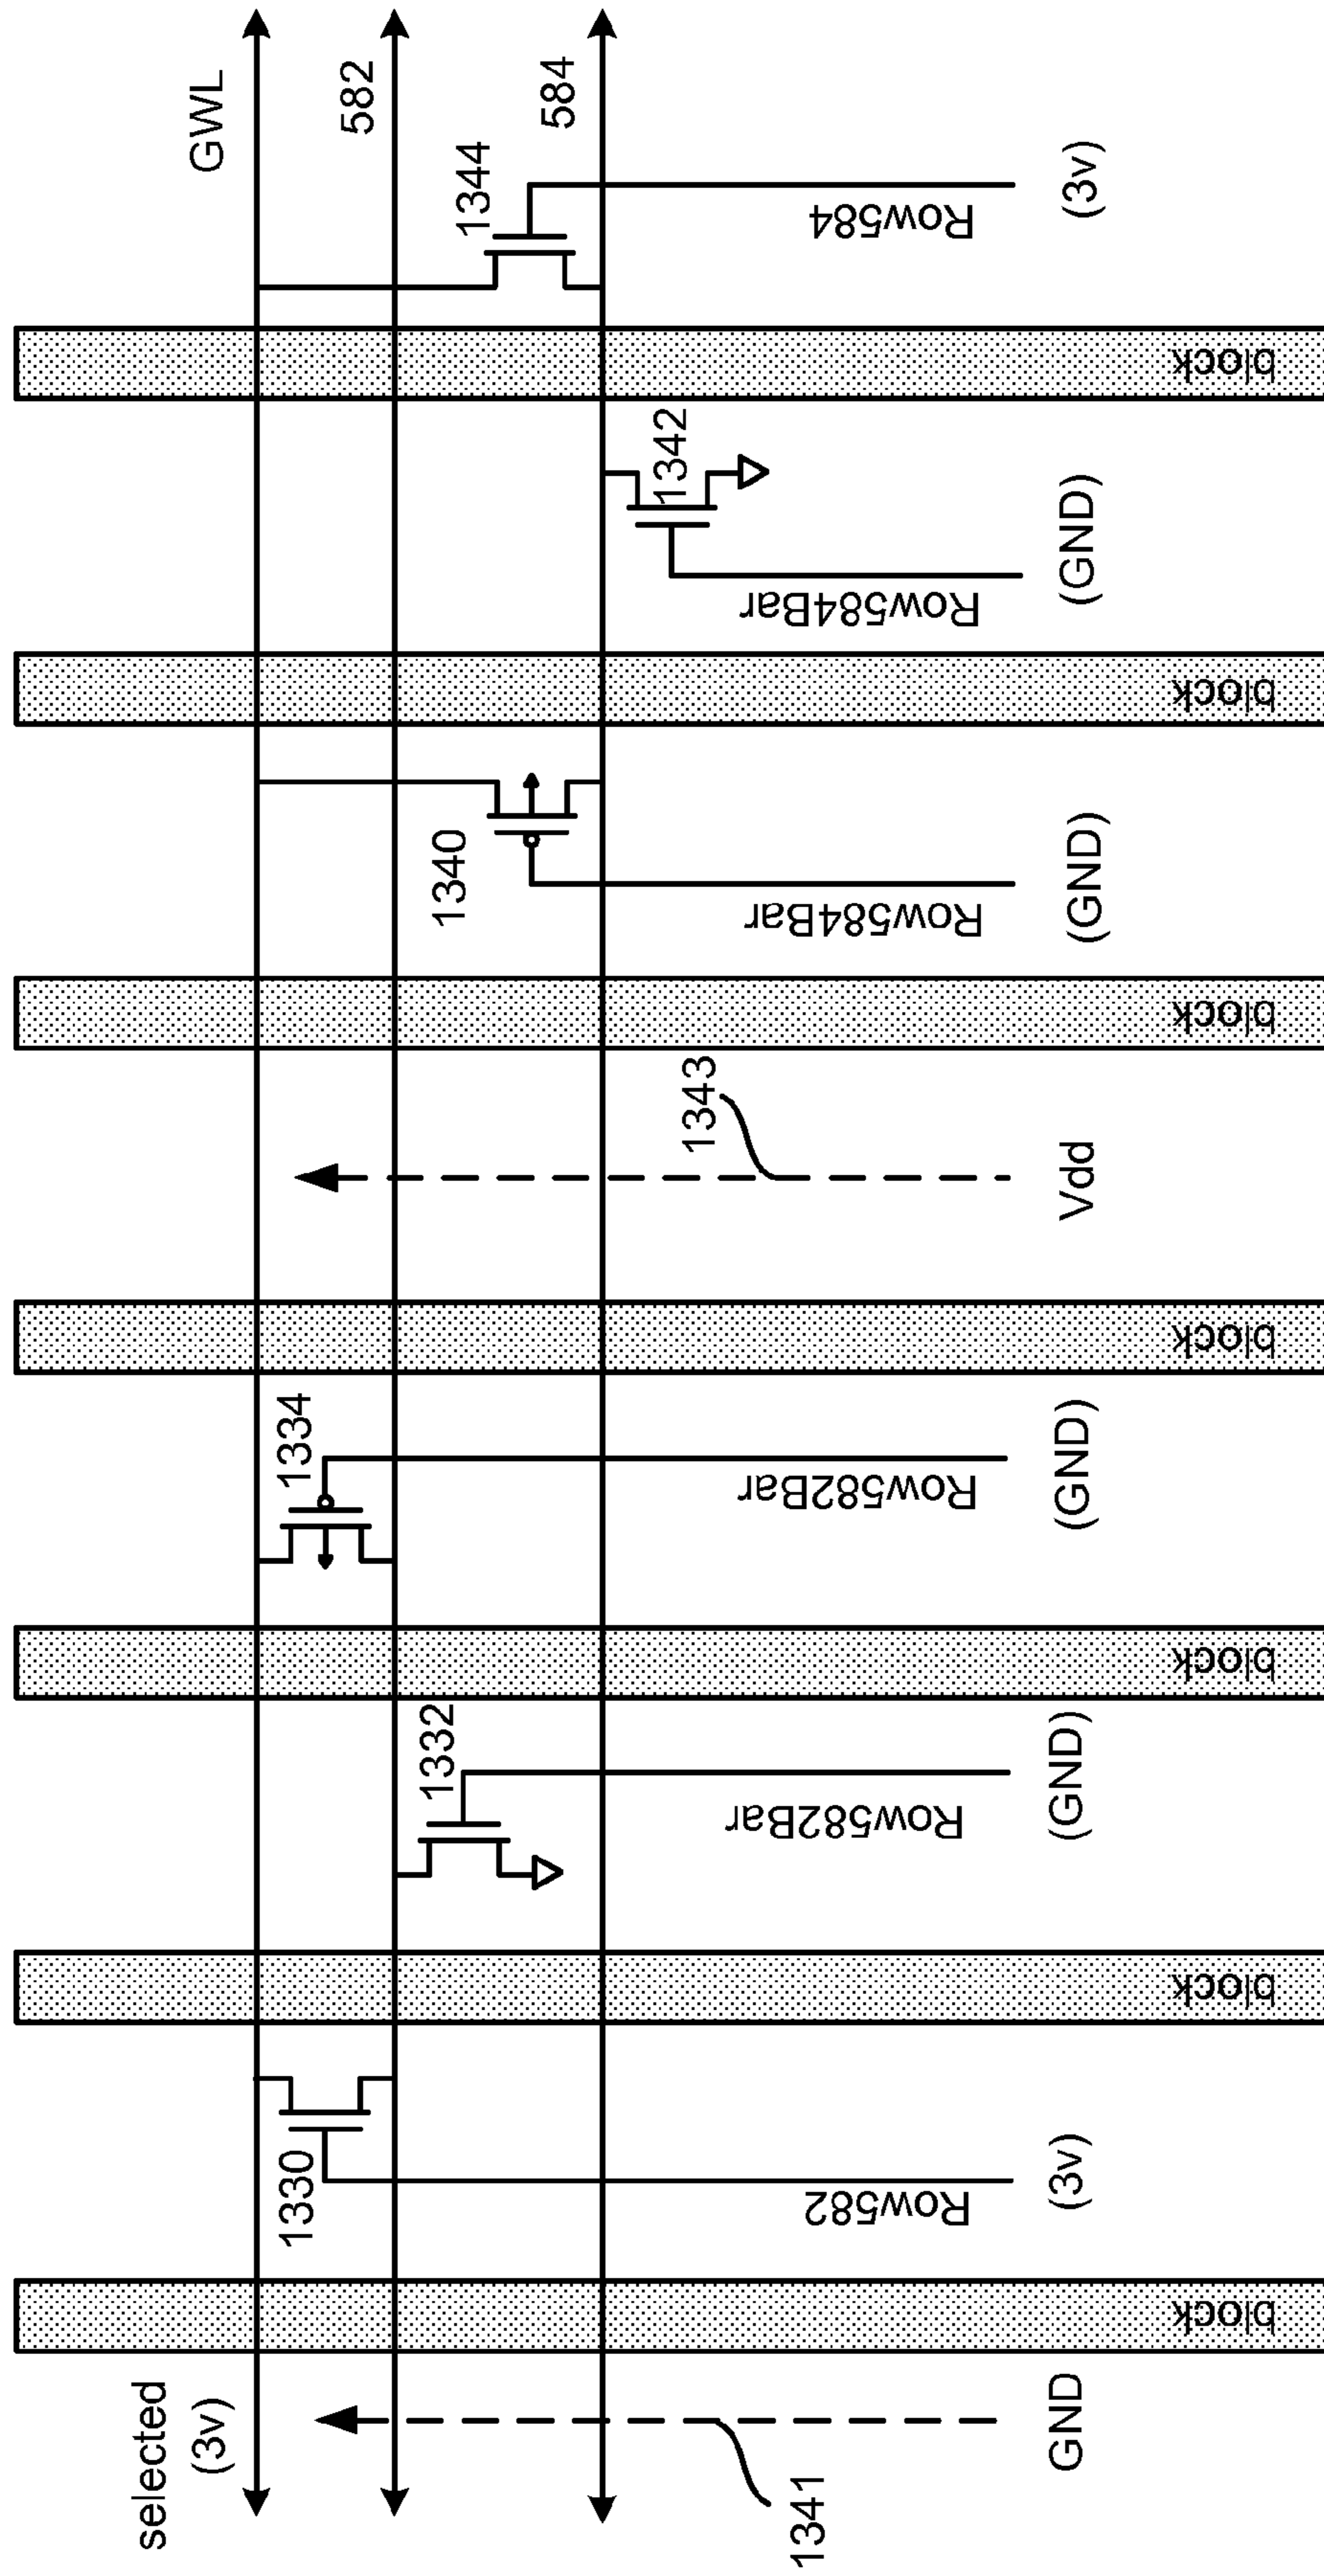 selected
(3v)
GWL
582
584
1330
1332
1334
1340
1342
1344
1341
1343
Row582
Row582Bar
Row582Bar
Row584Bar
Row584Bar
Row584
block
block
block
block
block
block
block
block
GND
(3v)
(GND)
(GND)
Vdd
(GND)
(GND)
(3v)